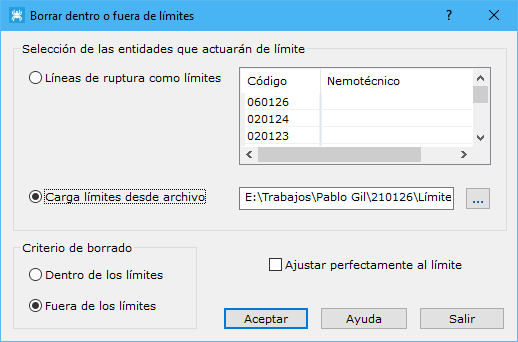 Borrar dentro o fuera de límites
Selección de las entidades que actuarán de límite
Líneas de ruptura como límites
Código Nemotécnico
060126
020124
020123
Carga límites desde archivo
E:\Trabajos\Pablo Gil\210126\Límite
...
Criterio de borrado
Dentro de los límites
Fuera de los límites
Ajustar perfectamente al límite
Aceptar Ayuda Salir